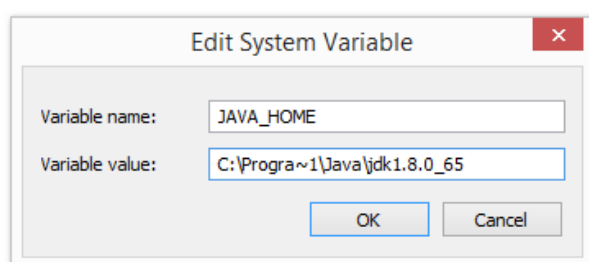 Edit System Variable
Variable name: JAVA_HOME
Variable value: C:\Progra~1\Java\jdk1.8.0_65
OK Cancel